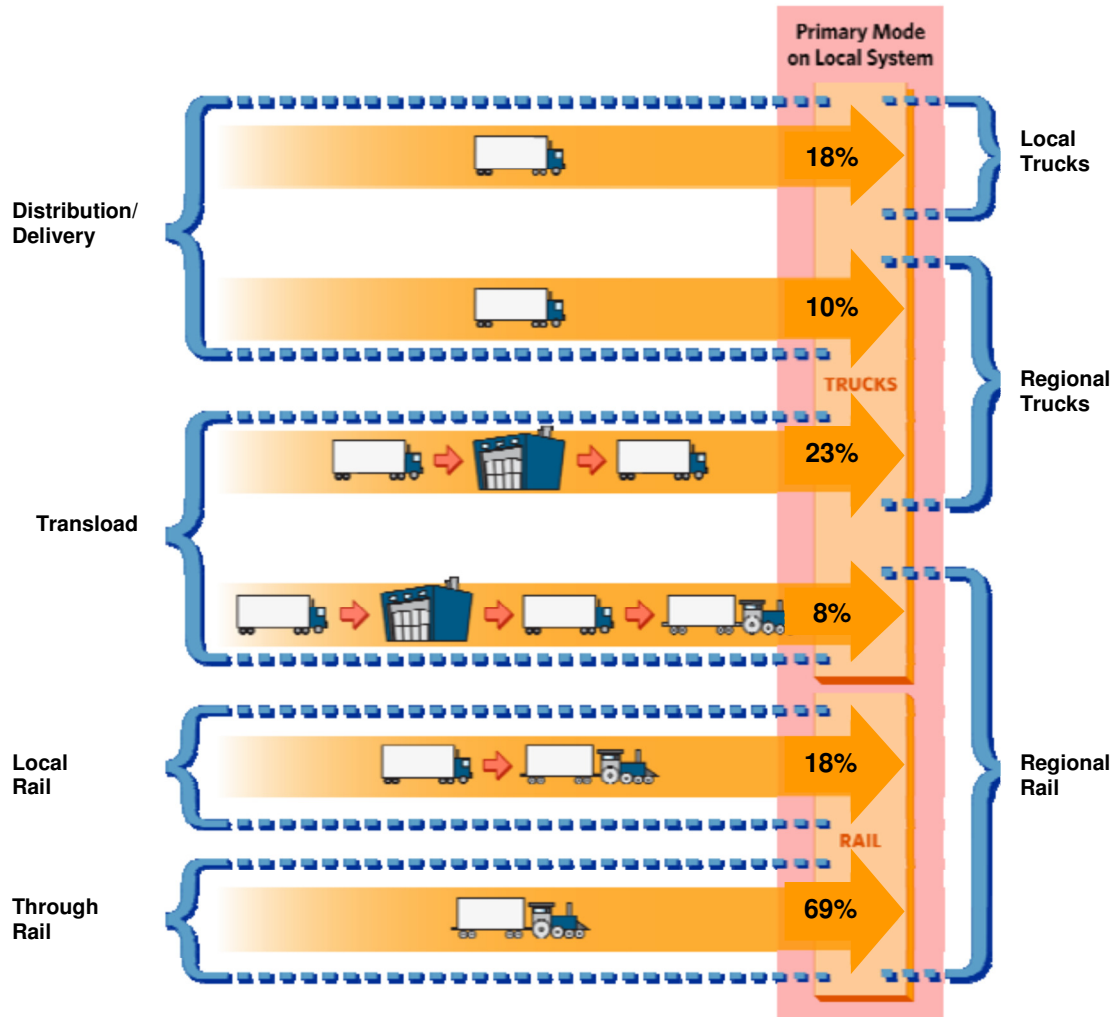 Primary Mode
on Local System
18%
Local
Trucks
Distribution/
Delivery
10%
TRUCKS
Regional
Trucks
23%
Transload
8%
Local
Rail
18%
Regional
Rail
RAIL
Through
Rail
69%